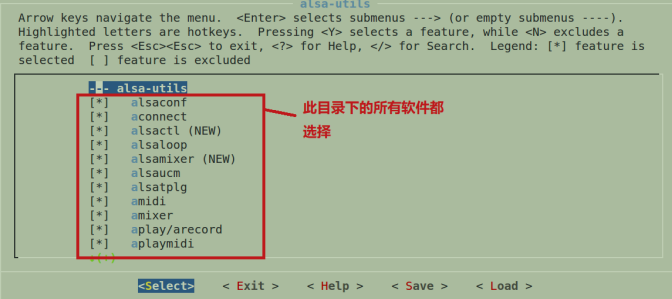 alsa-utils
Arrow keys navigate the menu.  <Enter> selects submenus ---> (or empty submenus ----).
Highlighted letters are hotkeys.  Pressing <Y> selects a feature, while <N> excludes a
feature.  Press <Esc><Esc> to exit, <?> for Help, </> for Search.  Legend: [*] feature is
selected  [ ] feature is excluded
--- alsa-utils
[*]   alsaconf
[*]   aconnect
[*]   alsactl (NEW)
[*]   alsaloop
[*]   alsamixer (NEW)
[*]   alsaucm
[*]   alsatplg
[*]   amidi
[*]   amixer
[*]   aplay/arecord
[*]   aplaymidi
此目录下的所有软件都
选择
<Select>    < Exit >    < Help >    < Save >    < Load >